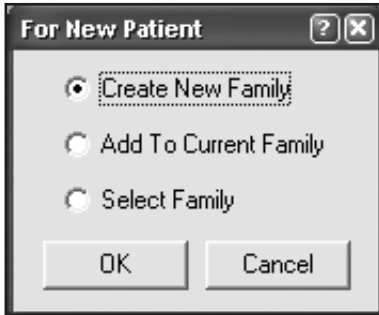 For New Patient
Create New Family
Add To Current Family
Select Family
OK Cancel